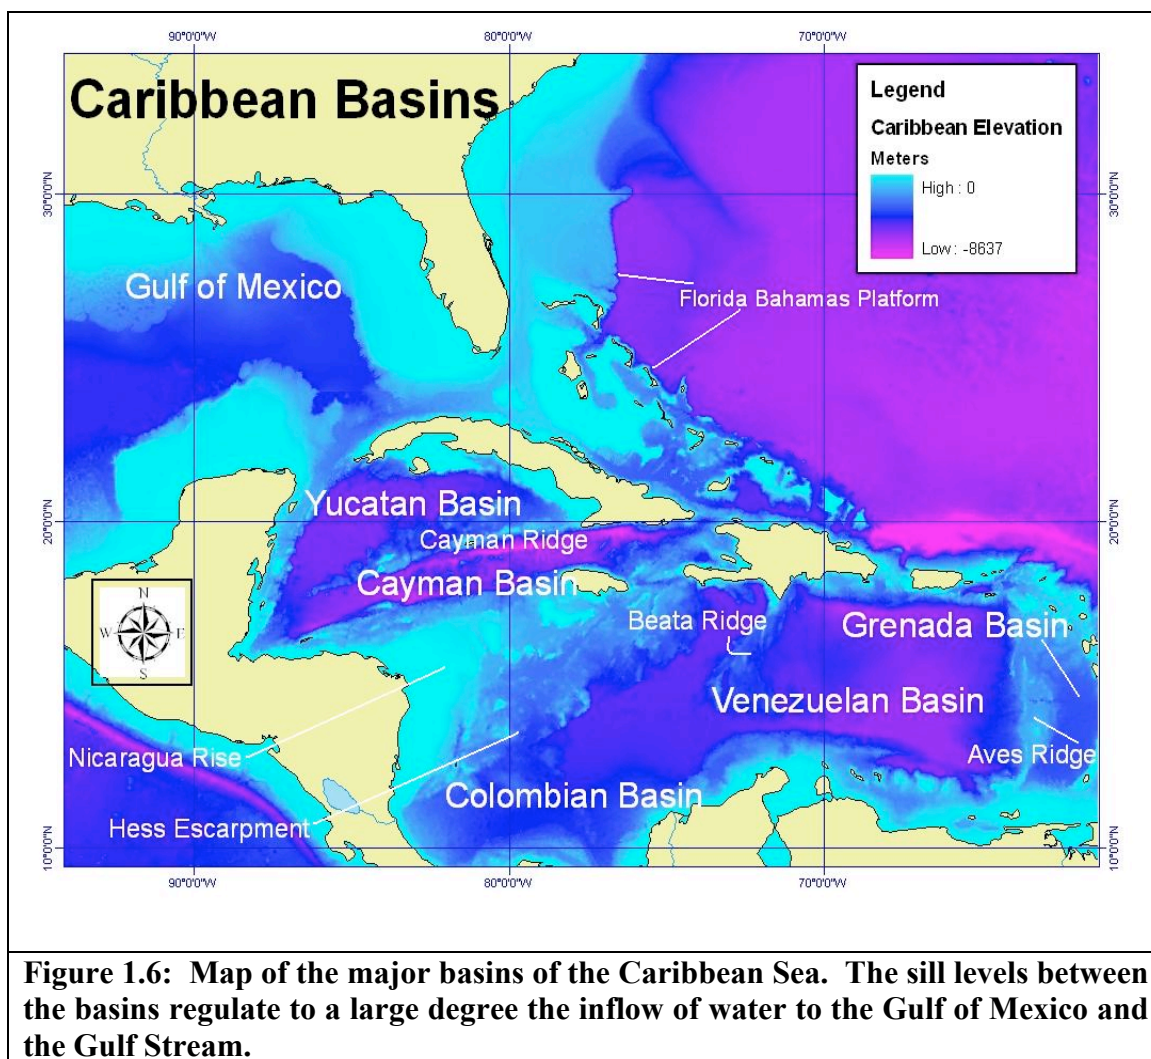 90°0'0"W 80°0'0"W 70°0'0"W
Caribbean Basins
Legend
Caribbean Elevation
Meters
High : 0
Low : -8637
30°0'0"N 30°0'0"N
Gulf of Mexico
Florida Bahamas Platform
Yucatan Basin
20°0'0"N 20°0'0"N
Cayman Ridge
Cayman Basin
N
W E
S
Beata Ridge
Grenada Basin
Venezuelan Basin
Nicaragua Rise
Aves Ridge
Colombian Basin
Hess Escarpment
10°0'0"N 10°0'0"N
90°0'0"W 80°0'0"W 70°0'0"W
Figure 1.6: Map of the major basins of the Caribbean Sea. The sill levels between
the basins regulate to a large degree the inflow of water to the Gulf of Mexico and
the Gulf Stream.